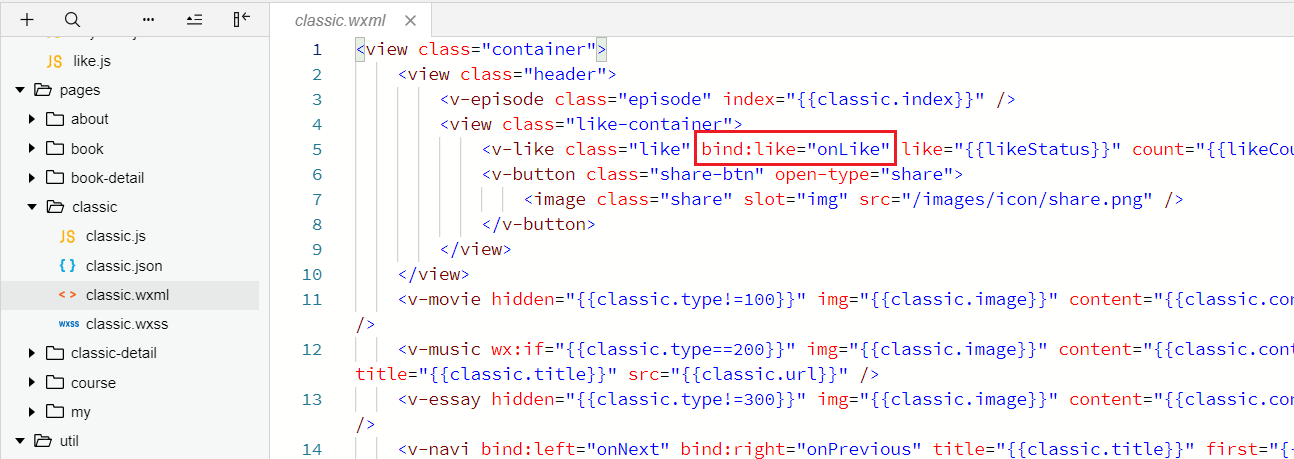 classic.wxml
like.js
pages
about
book
book-detail
classic
JS classic.js
{ } classic.json
< > classic.wxml
wxss classic.wxss
classic-detail
course
my
util
1 <view class="container">
2 <view class="header">
3 <v-episode class="episode" index="{{classic.index}}" />
4 <view class="like-container">
5 <v-like class="like" bind:like="onLike" like="{{likeStatus}}" count="{{likeCou
6 <v-button class="share-btn" open-type="share">
7 <image class="share" slot="img" src="/images/icon/share.png" />
8 </v-button>
9 </view>
10 </view>
11 <v-movie hidden="{{classic.type!=100}}" img="{{classic.image}}" content="{{classic.con
/>
12 <v-music wx:if="{{classic.type==200}}" img="{{classic.image}}" content="{{classic.cont
title="{{classic.title}}" src="{{classic.url}}" />
13 <v-essay hidden="{{classic.type!=300}}" img="{{classic.image}}" content="{{classic.con
/>
14 <v-navi bind:left="onNext" bind:right="onPrevious" title="{{classic.title}}" first="{